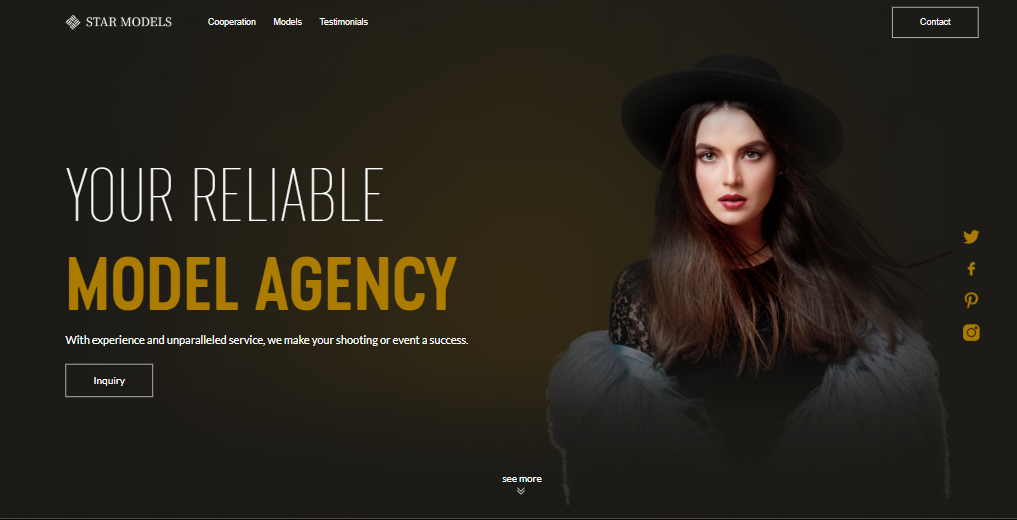 STAR MODELS
Cooperation
Models
Testimonials
Contact
YOUR RELIABLE
MODEL AGENCY
With experience and unparalleled service, we make your shooting or event a success.
Inquiry
see more